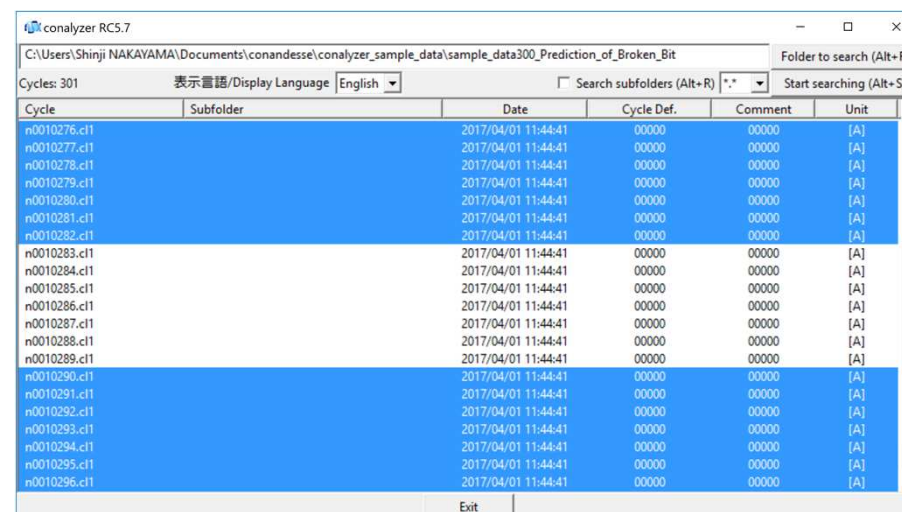 conalyzer RC5.7
C:\Users\Shinji NAKAYAMA\Documents\conandesse\conalyzer_sample_data\sample_data300_Prediction_of_Broken_Bit Folder to search (Alt+F
Cycles: 301 表示言語/Display Language English Search subfolders (Alt+R) *.* Start searching (Alt+S
Cycle Subfolder Date Cycle Def. Comment Unit
n0010276.cl1 2017/04/01 11:44:41 00000 00000 [A]
n0010277.cl1 2017/04/01 11:44:41 00000 00000 [A]
n0010278.cl1 2017/04/01 11:44:41 00000 00000 [A]
n0010279.cl1 2017/04/01 11:44:41 00000 00000 [A]
n0010280.cl1 2017/04/01 11:44:41 00000 00000 [A]
n0010281.cl1 2017/04/01 11:44:41 00000 00000 [A]
n0010282.cl1 2017/04/01 11:44:41 00000 00000 [A]
n0010283.cl1 2017/04/01 11:44:41 00000 00000 [A]
n0010284.cl1 2017/04/01 11:44:41 00000 00000 [A]
n0010285.cl1 2017/04/01 11:44:41 00000 00000 [A]
n0010286.cl1 2017/04/01 11:44:41 00000 00000 [A]
n0010287.cl1 2017/04/01 11:44:41 00000 00000 [A]
n0010288.cl1 2017/04/01 11:44:41 00000 00000 [A]
n0010289.cl1 2017/04/01 11:44:41 00000 00000 [A]
n0010290.cl1 2017/04/01 11:44:41 00000 00000 [A]
n0010291.cl1 2017/04/01 11:44:41 00000 00000 [A]
n0010292.cl1 2017/04/01 11:44:41 00000 00000 [A]
n0010293.cl1 2017/04/01 11:44:41 00000 00000 [A]
n0010294.cl1 2017/04/01 11:44:41 00000 00000 [A]
n0010295.cl1 2017/04/01 11:44:41 00000 00000 [A]
n0010296.cl1 2017/04/01 11:44:41 00000 00000 [A]
Exit